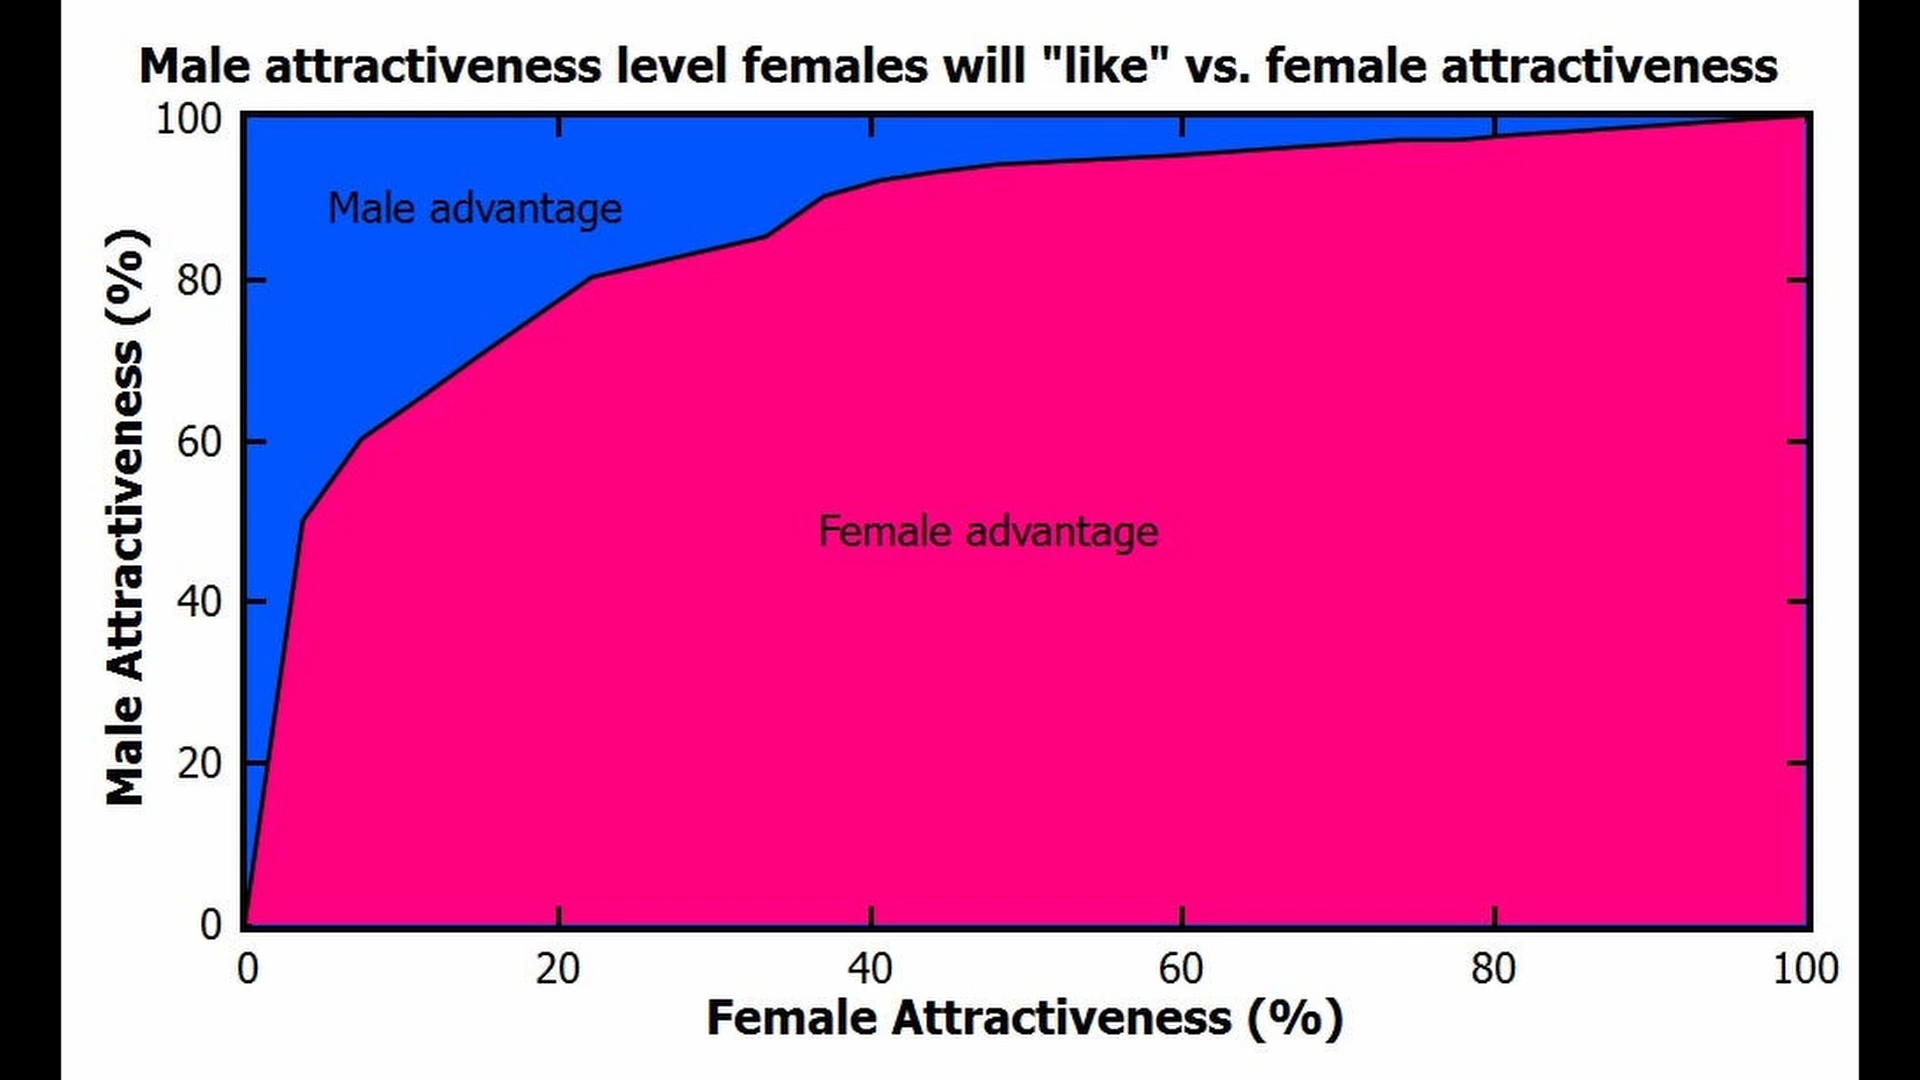 Male attractiveness level females will "like" vs. female attractiveness
100
Male advantage
80
60
Female advantage
40
20
0
Male Attractiveness (%)
0 20 40 60 80 100
Female Attractiveness (%)